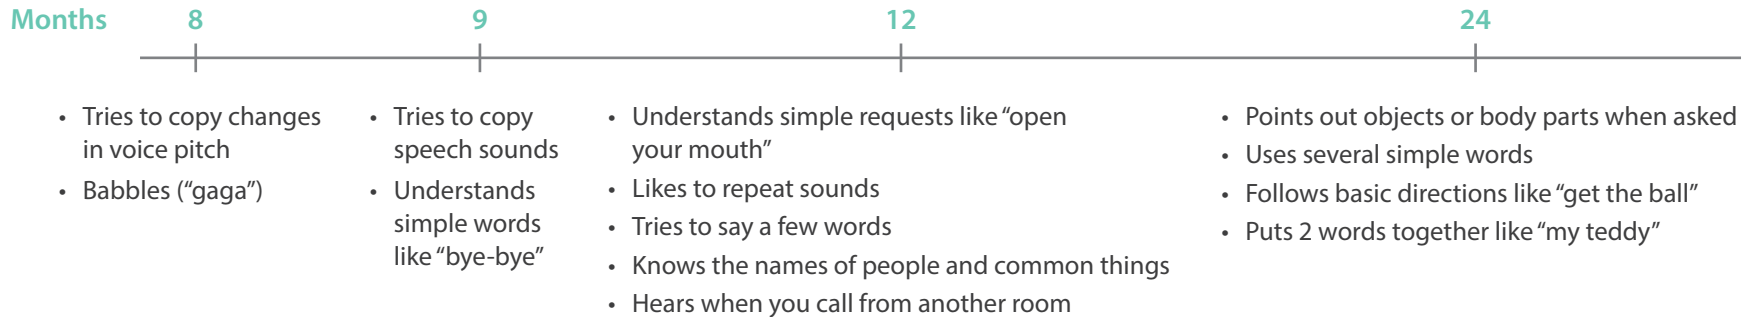 Months 8 9 12 24
• Tries to copy changes
in voice pitch
• Babbles (“gaga”)
• Tries to copy
speech sounds
• Understands
simple words
like “bye-bye”
• Understands simple requests like “open
your mouth”
• Likes to repeat sounds
• Tries to say a few words
• Knows the names of people and common things
• Hears when you call from another room
• Points out objects or body parts when asked
• Uses several simple words
• Follows basic directions like “get the ball”
• Puts 2 words together like “my teddy”